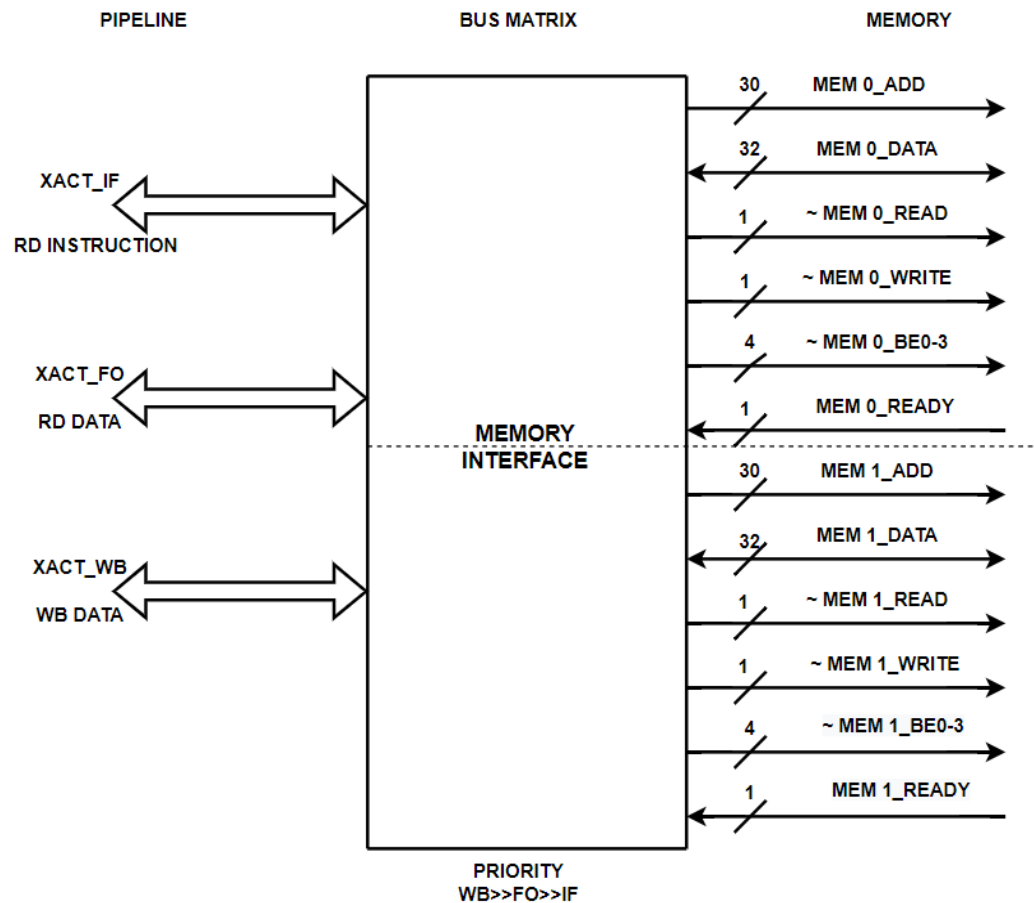 PIPELINE
BUS MATRIX
MEMORY
30 MEM 0_ADD
32 MEM 0_DATA
XACT_IF
RD INSTRUCTION
1 ~ MEM 0_READ
1 ~ MEM 0_WRITE
4 ~ MEM 0_BE0-3
XACT_FO
RD DATA
1 MEM 0_READY
MEMORY
INTERFACE
30 MEM 1_ADD
32 MEM 1_DATA
XACT_WB
WB DATA
1 ~ MEM 1_READ
1 ~ MEM 1_WRITE
4 ~ MEM 1_BE0-3
1 MEM 1_READY
PRIORITY
WB>>FO>>IF